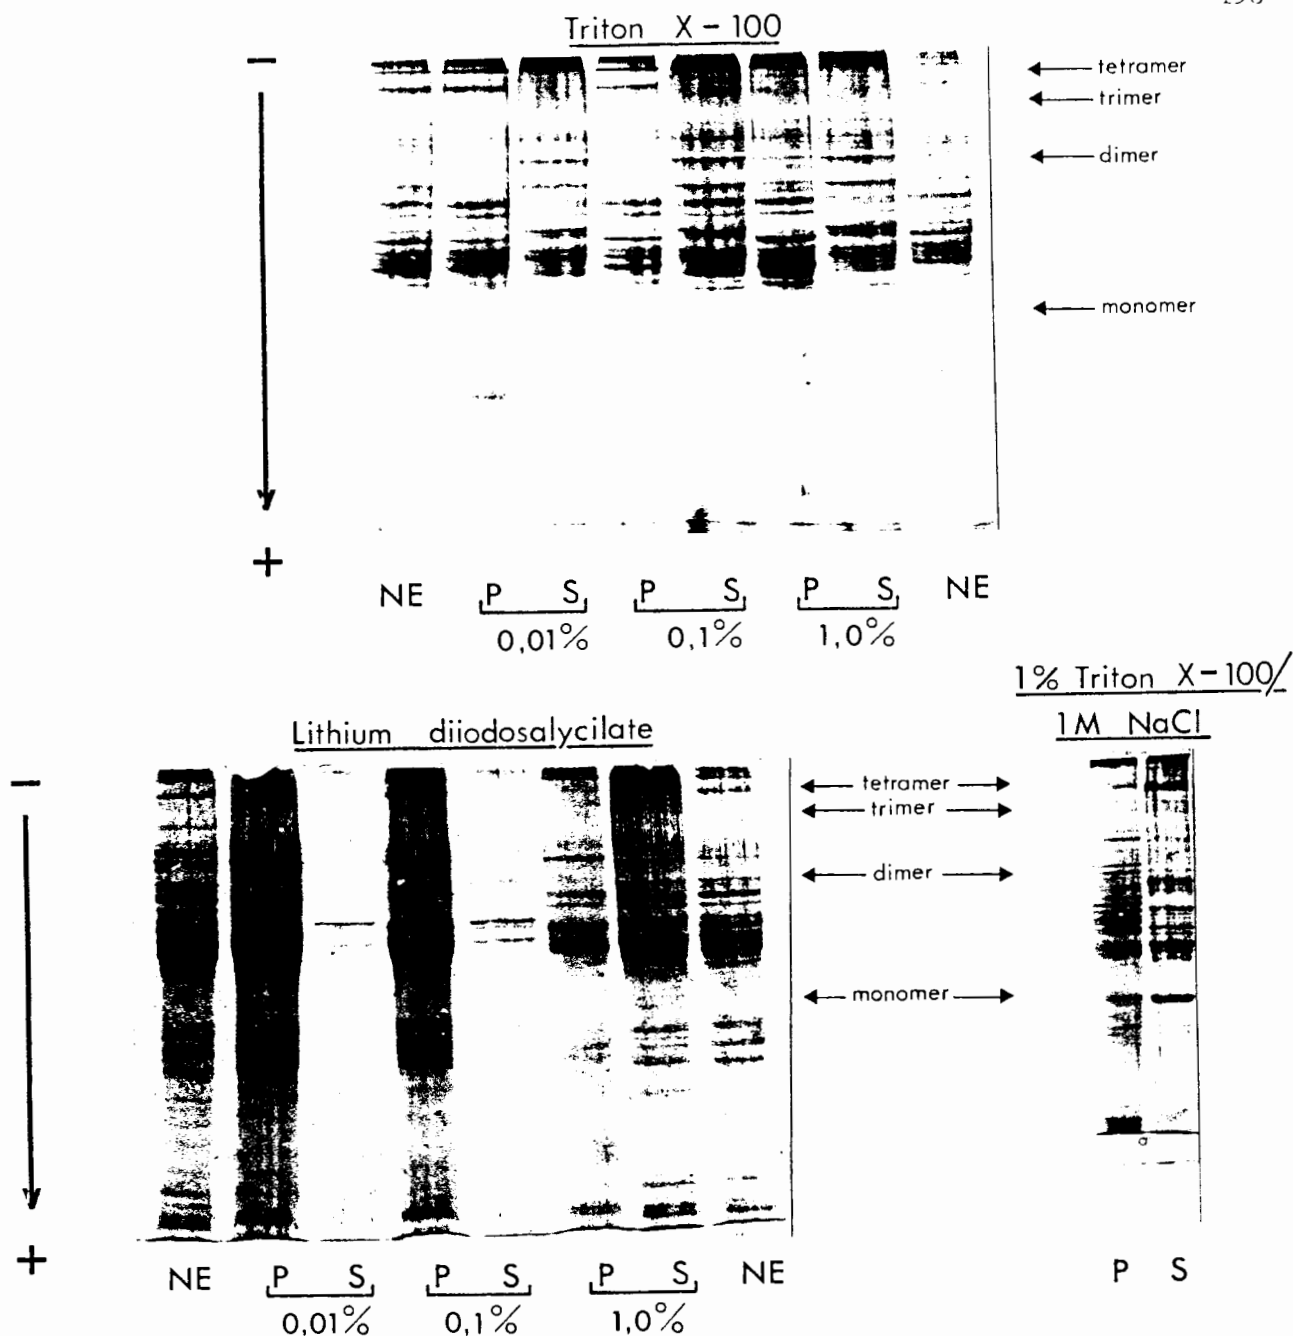 Triton X-100
−
tetramer
trimer
dimer
monomer
+
NE P S P S P S NE
0,01% 0,1% 1,0%
1% Triton X-100/
1M NaCl
Lithium diiodosalycilate
−
tetramer
trimer
dimer
monomer
+
NE P S P S P S NE
0,01% 0,1% 1,0%
P S